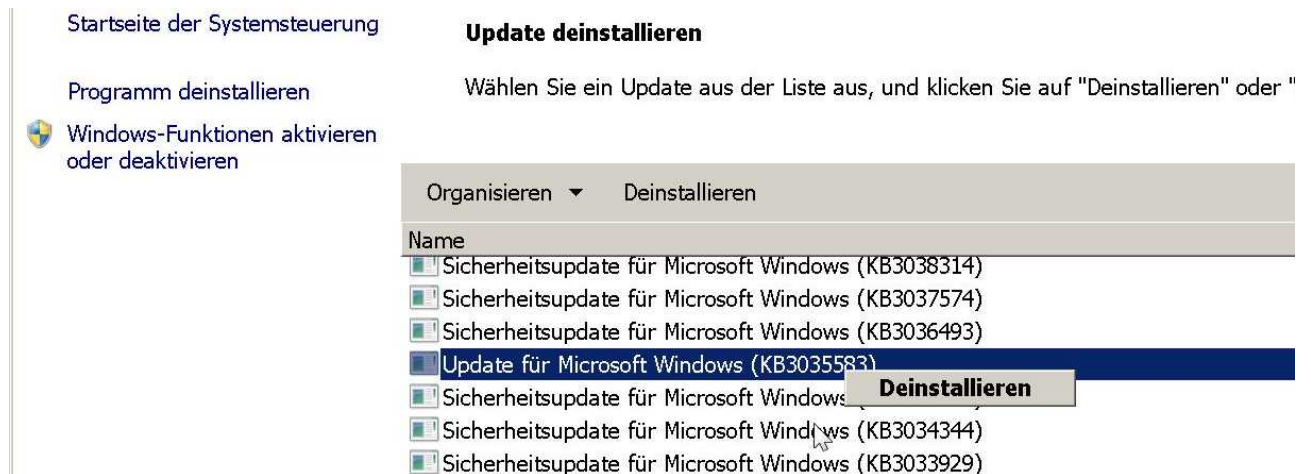 Startseite der Systemsteuerung
Programm deinstallieren
Windows-Funktionen aktivieren
oder deaktivieren
Update deinstallieren
Wählen Sie ein Update aus der Liste aus, und klicken Sie auf "Deinstallieren" oder "
Organisieren Deinstallieren
Name
Sicherheitsupdate für Microsoft Windows (KB3038314)
Sicherheitsupdate für Microsoft Windows (KB3037574)
Sicherheitsupdate für Microsoft Windows (KB3036493)
Update für Microsoft Windows (KB3035583)
Deinstallieren
Sicherheitsupdate für Microsoft Windows
Sicherheitsupdate für Microsoft Windows (KB3034344)
Sicherheitsupdate für Microsoft Windows (KB3033929)